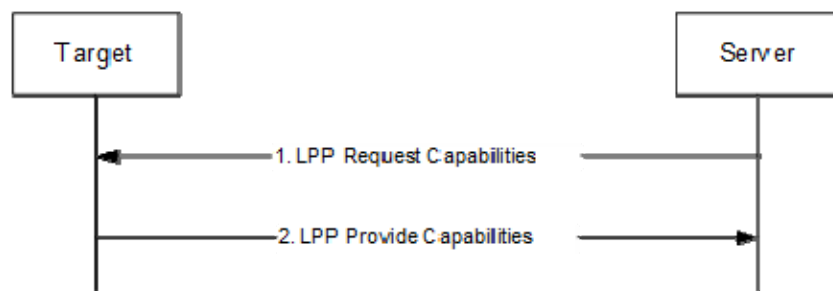 Target
Server
1. LPP Request Capabilities
2. LPP Provide Capabilities